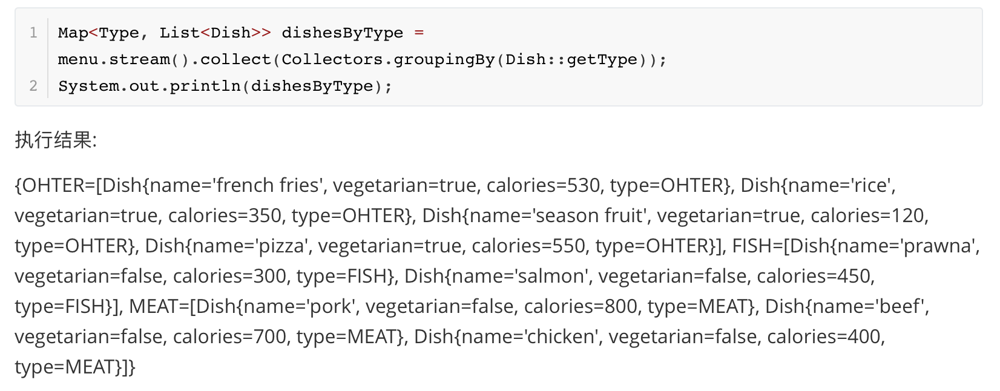 1 Map<Type, List<Dish>> dishesByType =
menu.stream().collect(Collectors.groupingBy(Dish::getType));
2 System.out.println(dishesByType);
执行结果:
{OHTER=[Dish{name='french fries', vegetarian=true, calories=530, type=OHTER}, Dish{name='rice',
vegetarian=true, calories=350, type=OHTER}, Dish{name='season fruit', vegetarian=true, calories=120,
type=OHTER}, Dish{name='pizza', vegetarian=true, calories=550, type=OHTER}], FISH=[Dish{name='prawna',
vegetarian=false, calories=300, type=FISH}, Dish{name='salmon', vegetarian=false, calories=450,
type=FISH}], MEAT=[Dish{name='pork', vegetarian=false, calories=800, type=MEAT}, Dish{name='beef',
vegetarian=false, calories=700, type=MEAT}, Dish{name='chicken', vegetarian=false, calories=400,
type=MEAT}]}